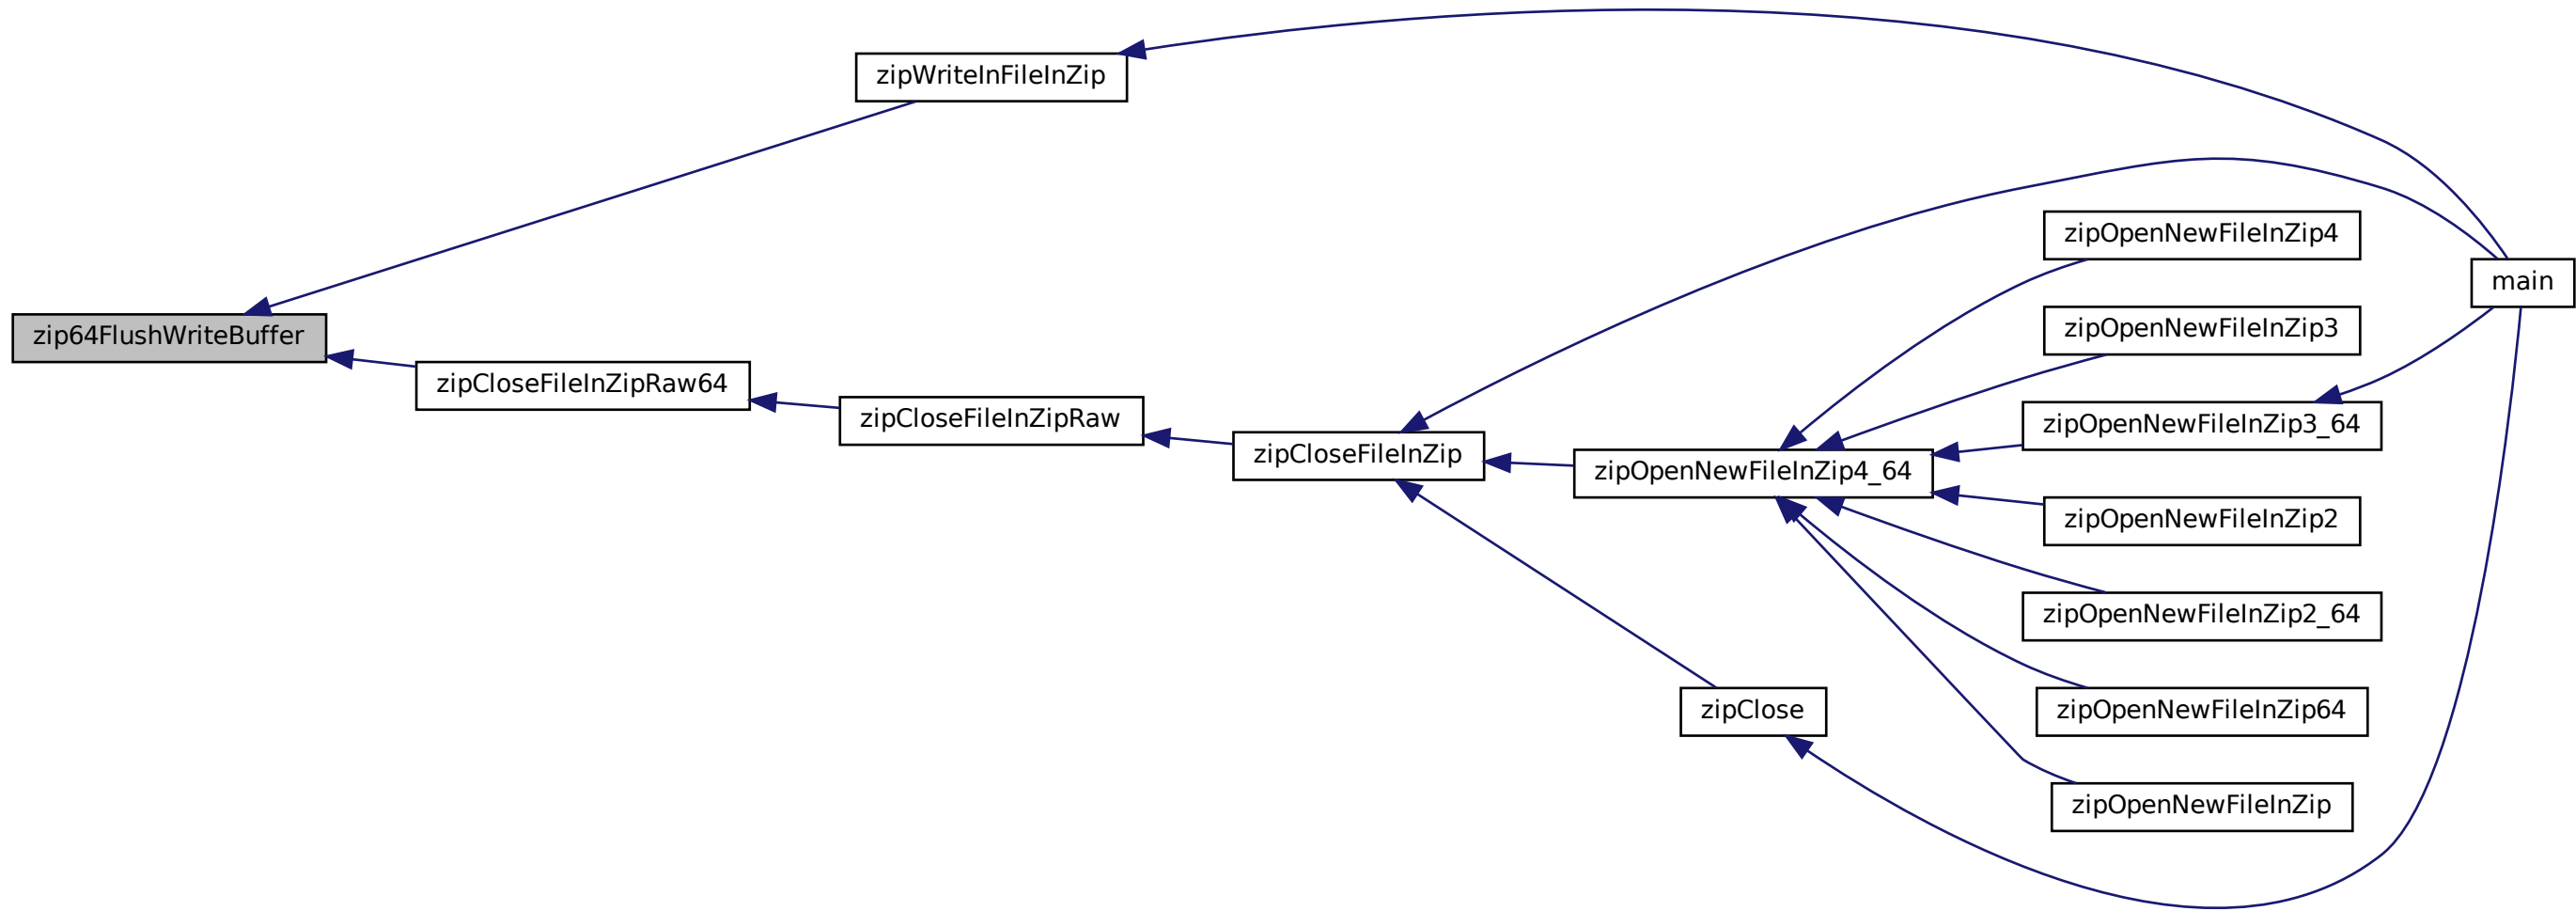 zipWriteInFileInZip
zipOpenNewFileInZip4
main
zipOpenNewFileInZip3
zip64FlushWriteBuffer
zipCloseFileInZipRaw64
zipCloseFileInZipRaw
zipOpenNewFileInZip3_64
zipCloseFileInZip
zipOpenNewFileInZip4_64
zipOpenNewFileInZip2
zipOpenNewFileInZip2_64
zipClose
zipOpenNewFileInZip64
zipOpenNewFileInZip